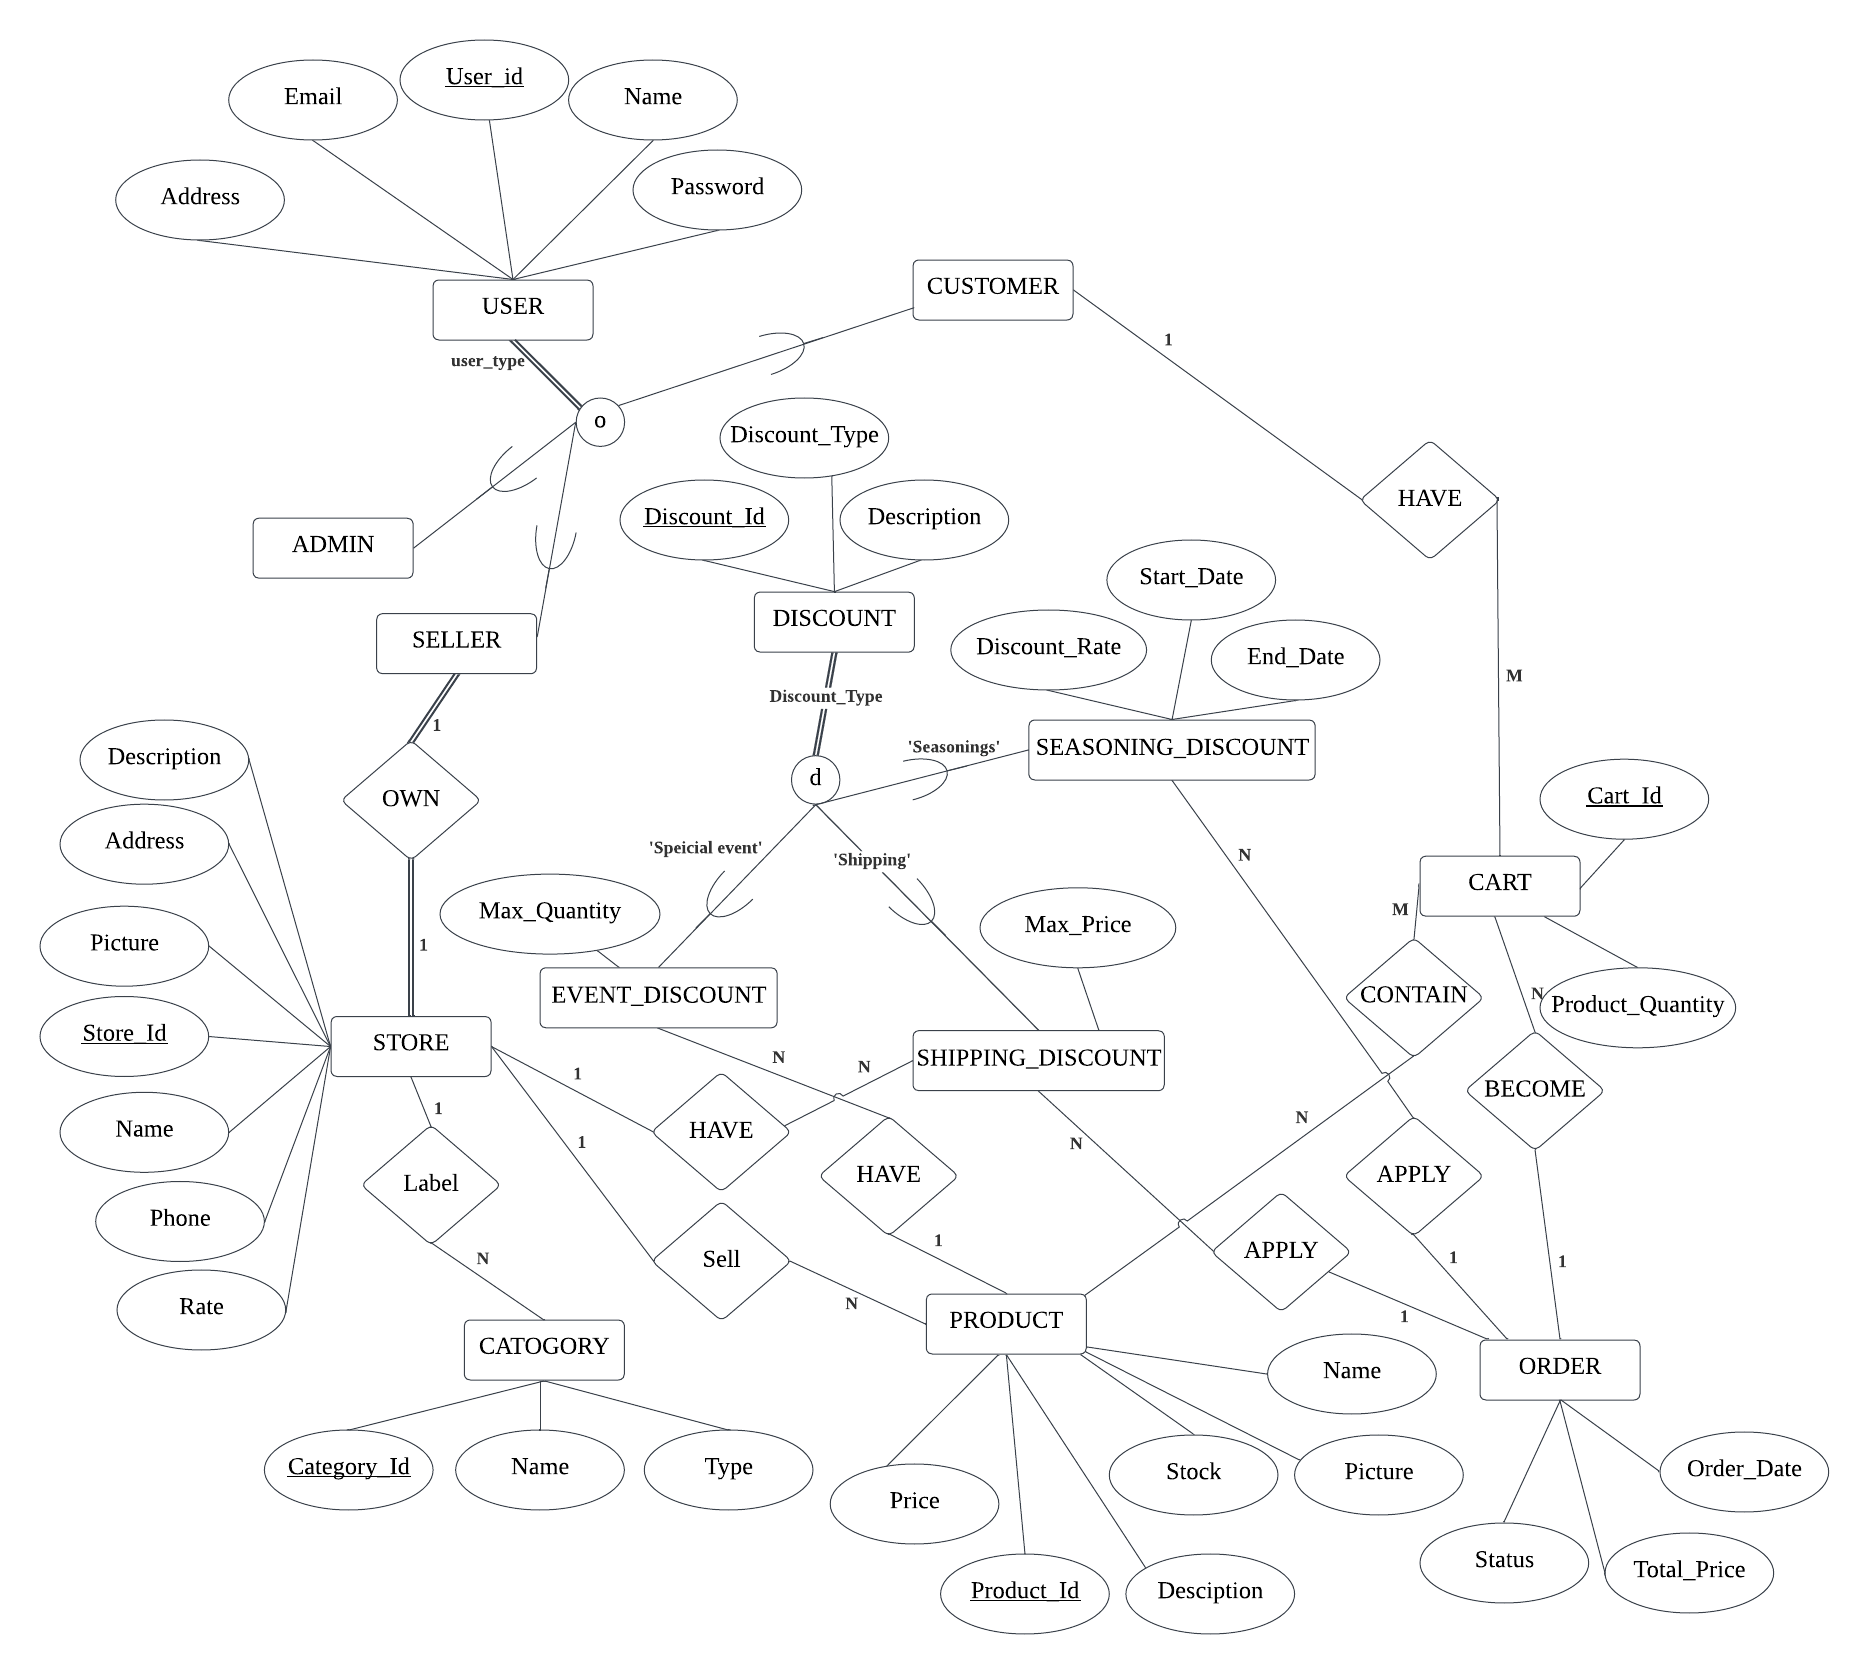 User_id
Email
Name
Password
Address
CUSTOMER
USER
1
user_type
o
Discount_Type
HAVE
Discount_Id
Description
ADMIN
Start_Date
DISCOUNT
SELLER
Discount_Rate
End_Date
M
Discount_Type
1
'Seasonings'
SEASONING_DISCOUNT
Description
d
OWN
Cart_Id
Address
'Speicial event'
'Shipping'
N
CART
Max_Quantity
M
Max_Price
Picture
1
EVENT_DISCOUNT
CONTAIN
N
Product_Quantity
Store_Id
STORE
N
SHIPPING_DISCOUNT
N
1
BECOME
1
Name
HAVE
N
N
1
Label
HAVE
APPLY
Phone
1
Sell
N
APPLY
1
1
Rate
N
PRODUCT
1
CATOGORY
Name
ORDER
Category_Id
Name
Type
Stock
Picture
Order_Date
Price
Status
Total_Price
Product_Id
Desciption